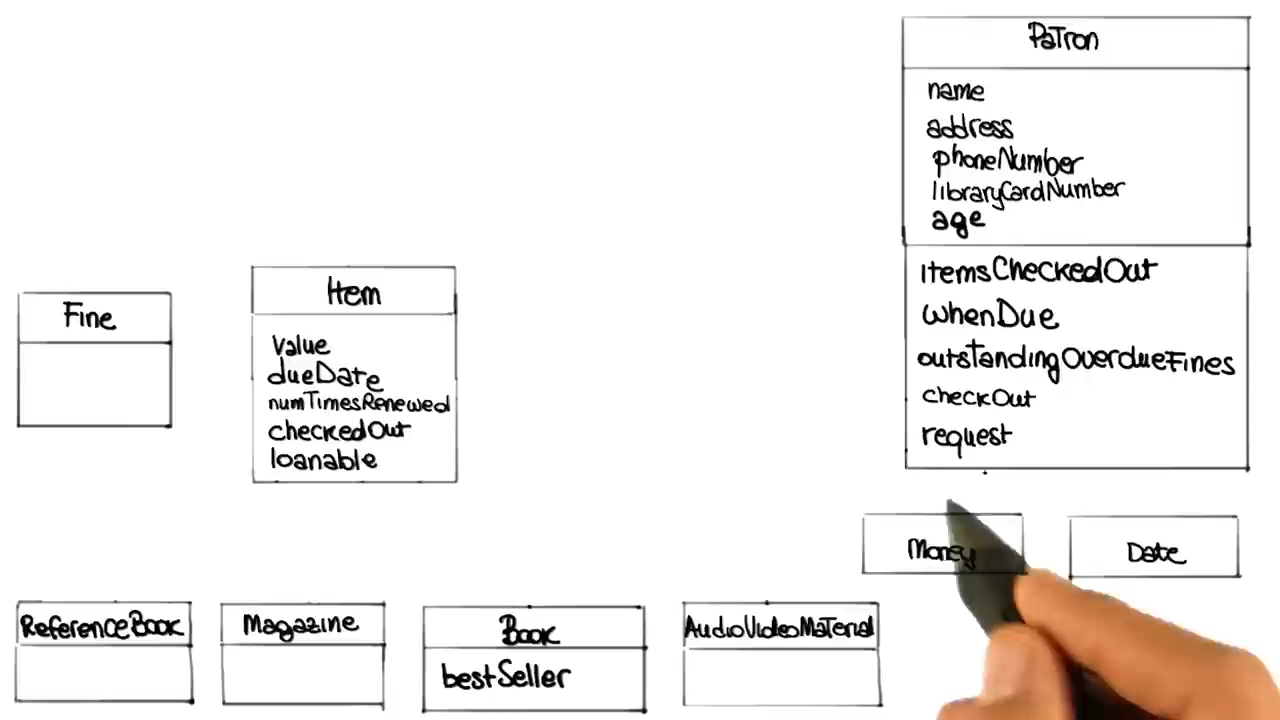 Patron
name
address
phoneNumber
libraryCardNumber
age
itemsCheckedOut
whenDue
outstandingOverdueFines
checkOut
request
Fine
Item
value
dueDate
numTimesRenewed
checkedOut
loanable
Money
Date
ReferenceBook
Magazine
Book
bestSeller
AudioVideoMaterial